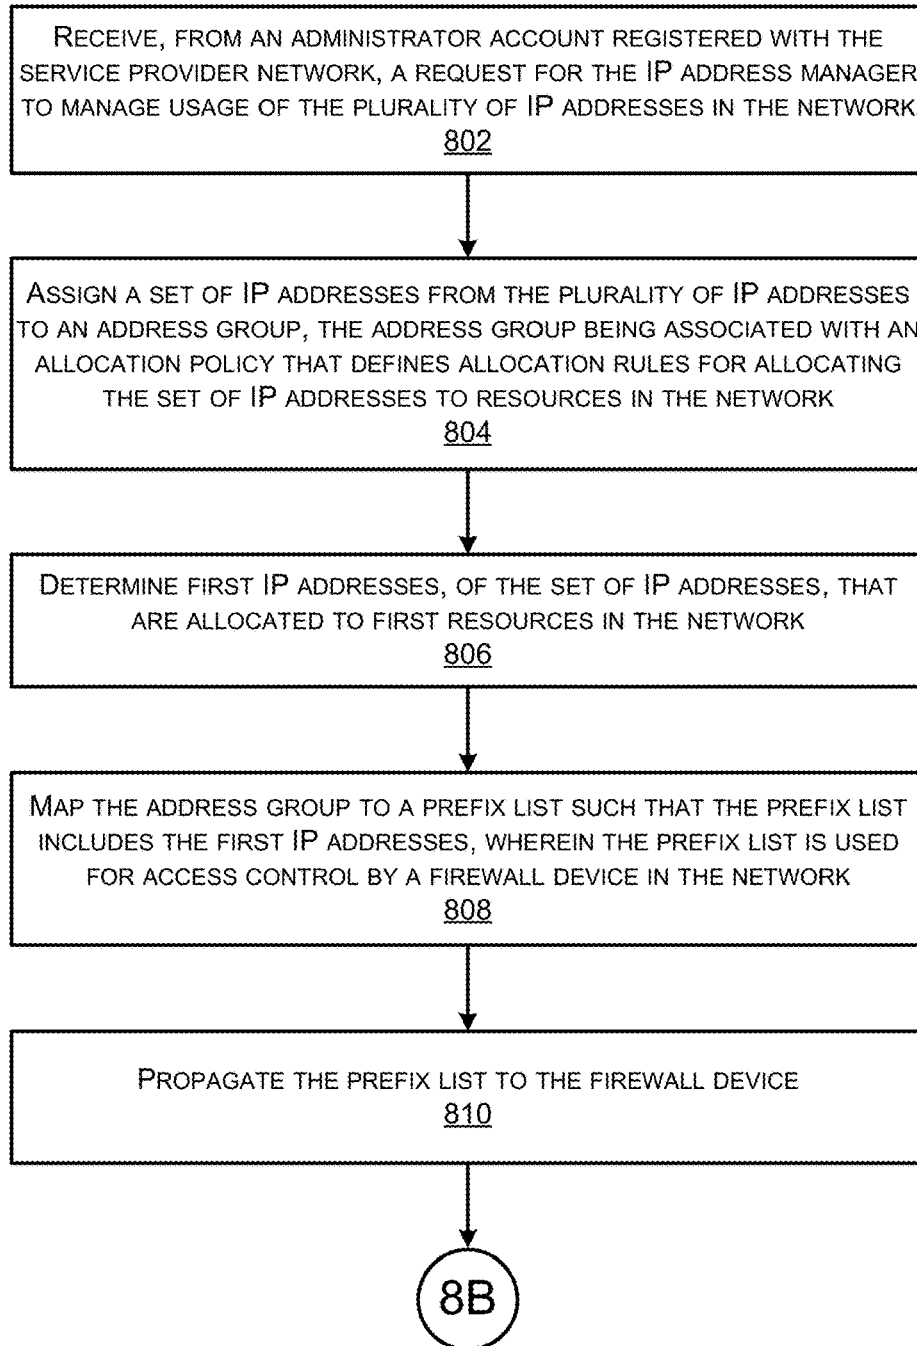 RECEIVE, FROM AN ADMINISTRATOR ACCOUNT REGISTERED WITH THE
SERVICE PROVIDER NETWORK, A REQUEST FOR THE IP ADDRESS MANAGER
TO MANAGE USAGE OF THE PLURALITY OF IP ADDRESSES IN THE NETWORK
802
ASSIGN A SET OF IP ADDRESSES FROM THE PLURALITY OF IP ADDRESSES
TO AN ADDRESS GROUP, THE ADDRESS GROUP BEING ASSOCIATED WITH AN
ALLOCATION POLICY THAT DEFINES ALLOCATION RULES FOR ALLOCATING
THE SET OF IP ADDRESSES TO RESOURCES IN THE NETWORK
804
DETERMINE FIRST IP ADDRESSES, OF THE SET OF IP ADDRESSES, THAT
ARE ALLOCATED TO FIRST RESOURCES IN THE NETWORK
806
MAP THE ADDRESS GROUP TO A PREFIX LIST SUCH THAT THE PREFIX LIST
INCLUDES THE FIRST IP ADDRESSES, WHEREIN THE PREFIX LIST IS USED
FOR ACCESS CONTROL BY A FIREWALL DEVICE IN THE NETWORK
808
PROPAGATE THE PREFIX LIST TO THE FIREWALL DEVICE
810
8B